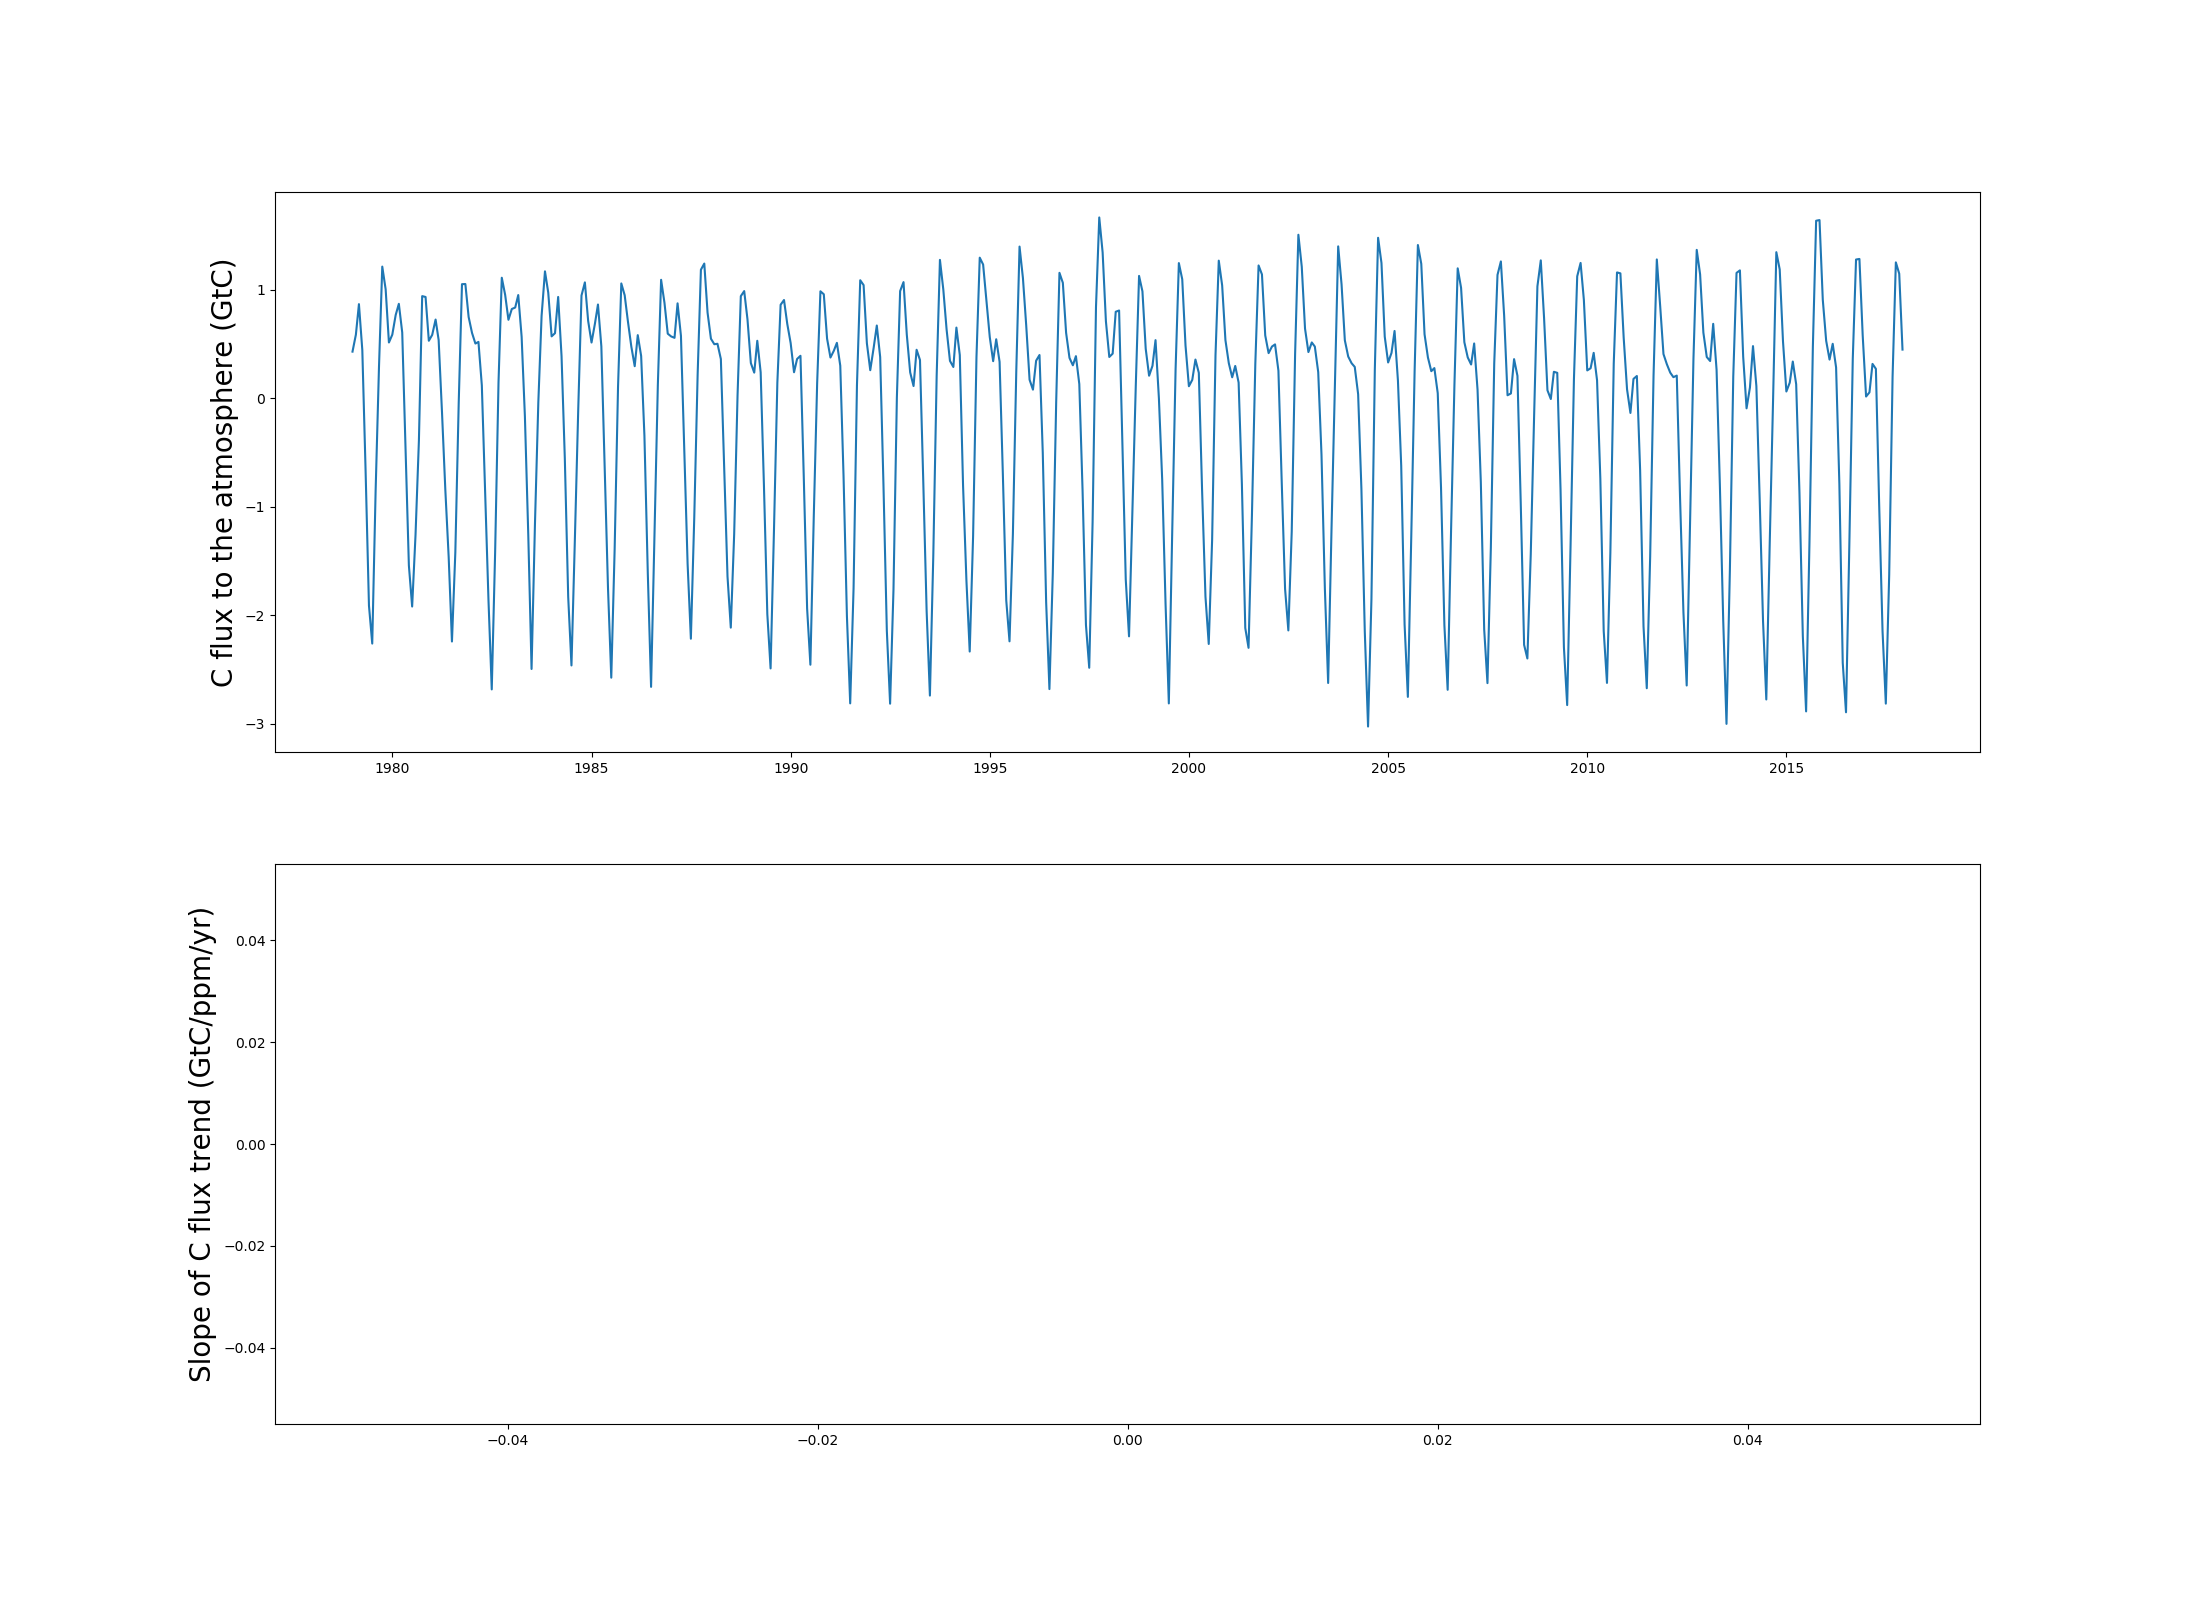 C flux to the atmosphere (GtC)
1
0
−1
−2
−3
1980 1985 1990 1995 2000 2005 2010 2015
Slope of C flux trend (GtC/ppm/yr)
0.04
0.02
0.00
−0.02
−0.04
−0.04 −0.02 0.00 0.02 0.04